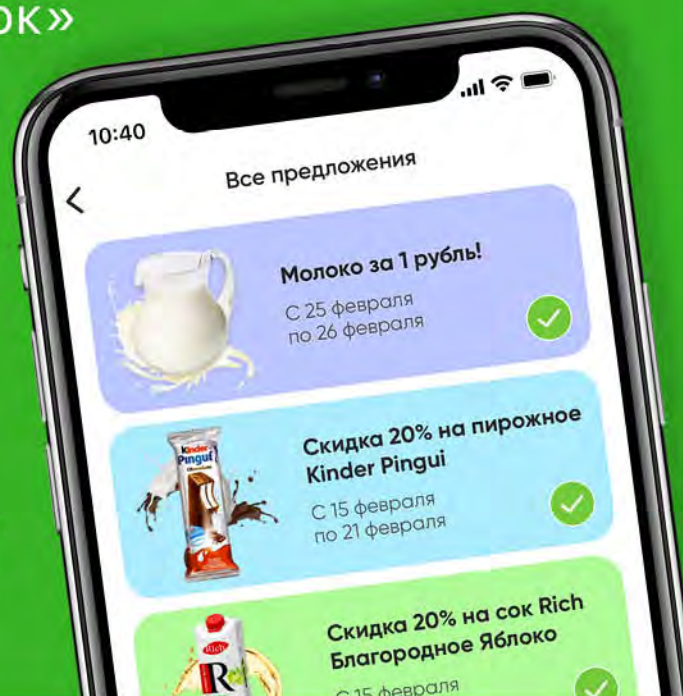 ок»
10:40
Все предложения
Молоко за 1 рубль!
С 25 февраля
по 26 февраля
Kinder
Pingui
Скидка 20% на пирожное
Kinder Pingui
С 15 февраля
по 21 февраля
Rich
R
Скидка 20% на сок Rich
Благородное Яблоко
С 15 февраля